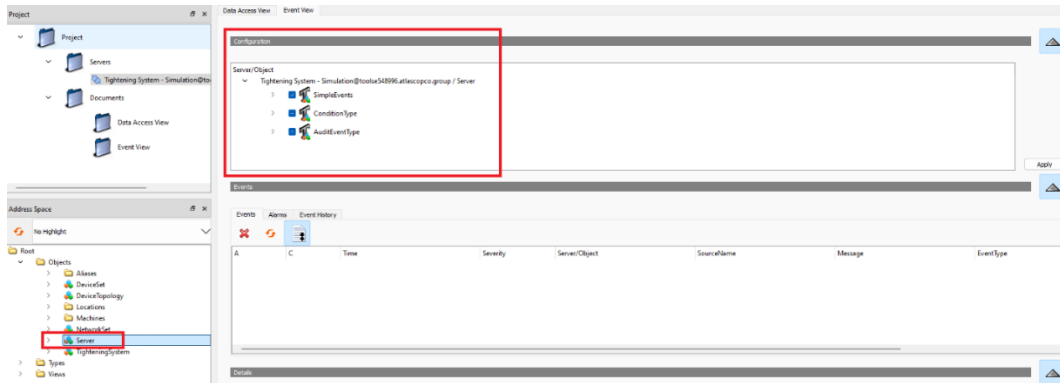 Project
Project
Servers
Tightening System - Simulation@to
Documents
Data Access View
Event View
Address Space
No Highlight
Root
Objects
Aliases
DeviceSet
DeviceTopology
Locations
Machines
NetworkSet
Server
TighteningSystem
Types
Views
Data Access View Event View
Configuration
Server/Object
Tightening System - Simulation@toolse548996.atlascopco.group / Server
SimpleEvents
ConditionType
AuditEventType
Apply
Events
Events Alarms Event History
A C Time Severity Server/Object SourceName Message EventType
Details